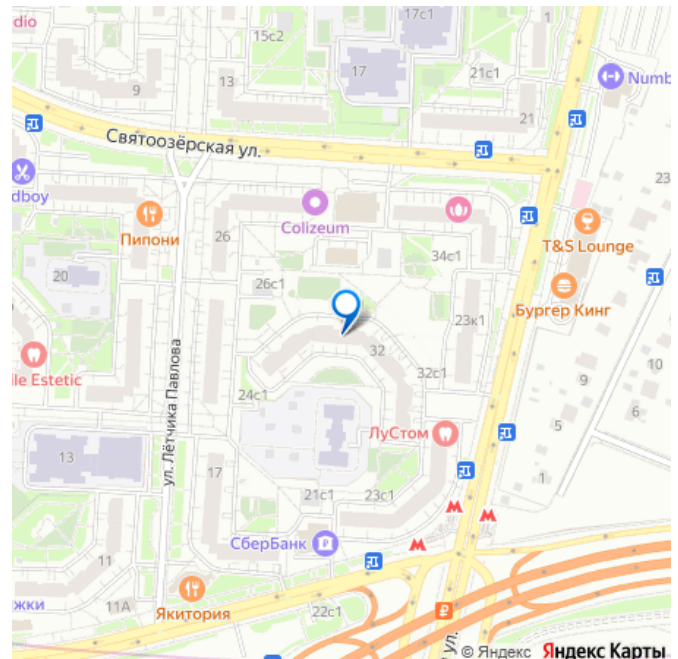 dio
17с1
15с2
17
13
21с1
Numb
9
21
Святоозёрская ул.
23
dboy
Пипони
Colizeum
26
34с1
T&S Lounge
20
26с1
Бургер Кинг
23к1
32
32с1
10
ile Estetic
24с1
9
6
ул. Лётчика Павлова
ЛуСтом
5
13
17
1
21с1
23с1
СберБанк
11
жки
11А
Якитория
22с1
ул.
© Яндекс Яндекс Карты